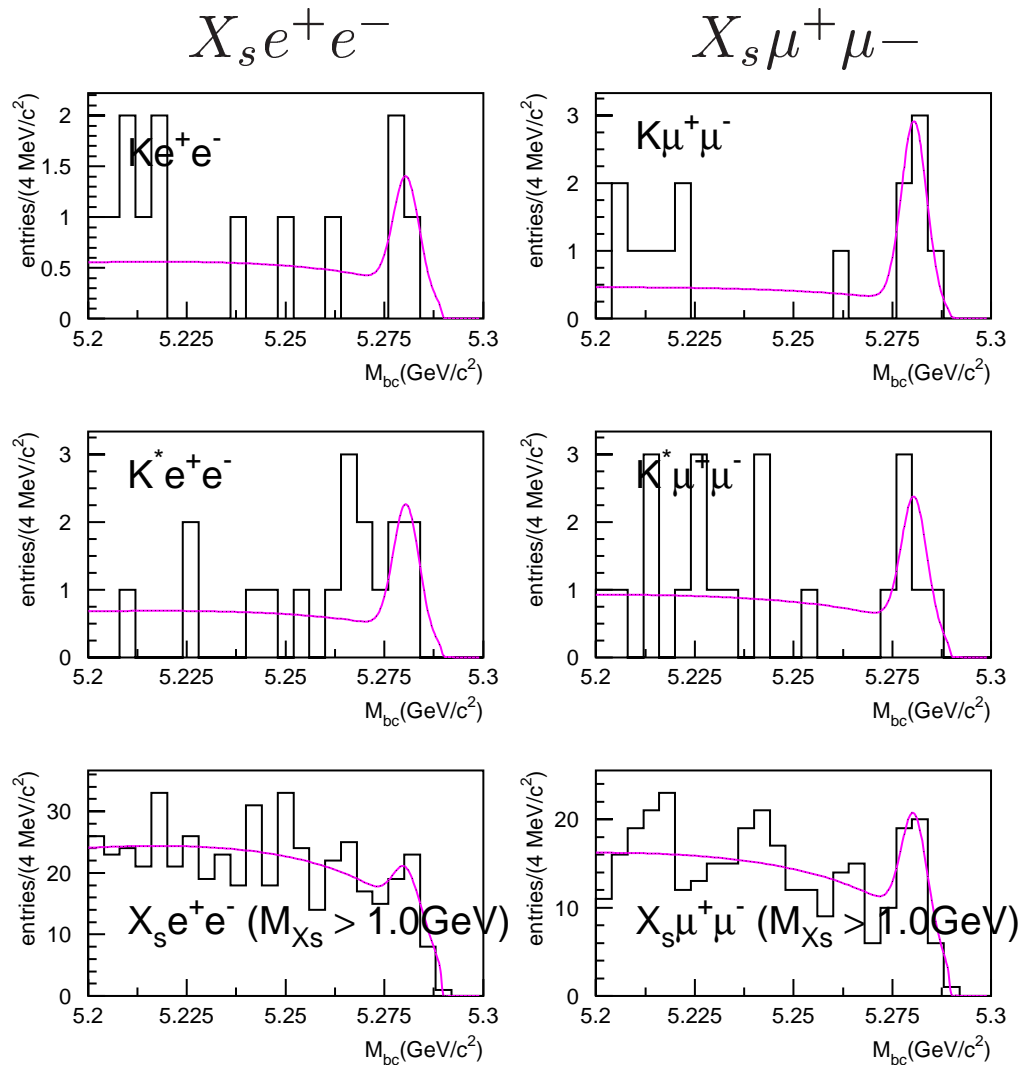 X_s e^+ e^- X_s μ^+ μ−
entries/(4 MeV/c^2)
2
1.5
1
0.5
0
Ke^+e^-
5.2 5.225 5.25 5.275 5.3
M_bc(GeV/c^2)
entries/(4 MeV/c^2)
3
2
1
0
Kμ^+μ^-
5.2 5.225 5.25 5.275 5.3
M_bc(GeV/c^2)
entries/(4 MeV/c^2)
3
2
1
0
K^*e^+e^-
5.2 5.225 5.25 5.275 5.3
M_bc(GeV/c^2)
entries/(4 MeV/c^2)
3
2
1
0
K^*μ^+μ^-
5.2 5.225 5.25 5.275 5.3
M_bc(GeV/c^2)
entries/(4 MeV/c^2)
30
20
10
0
X_se^+e^- (M_Xs > 1.0GeV)
5.2 5.225 5.25 5.275 5.3
M_bc(GeV/c^2)
entries/(4 MeV/c^2)
20
10
0
X_sμ^+μ^- (M_Xs > 1.0GeV)
5.2 5.225 5.25 5.275 5.3
M_bc(GeV/c^2)